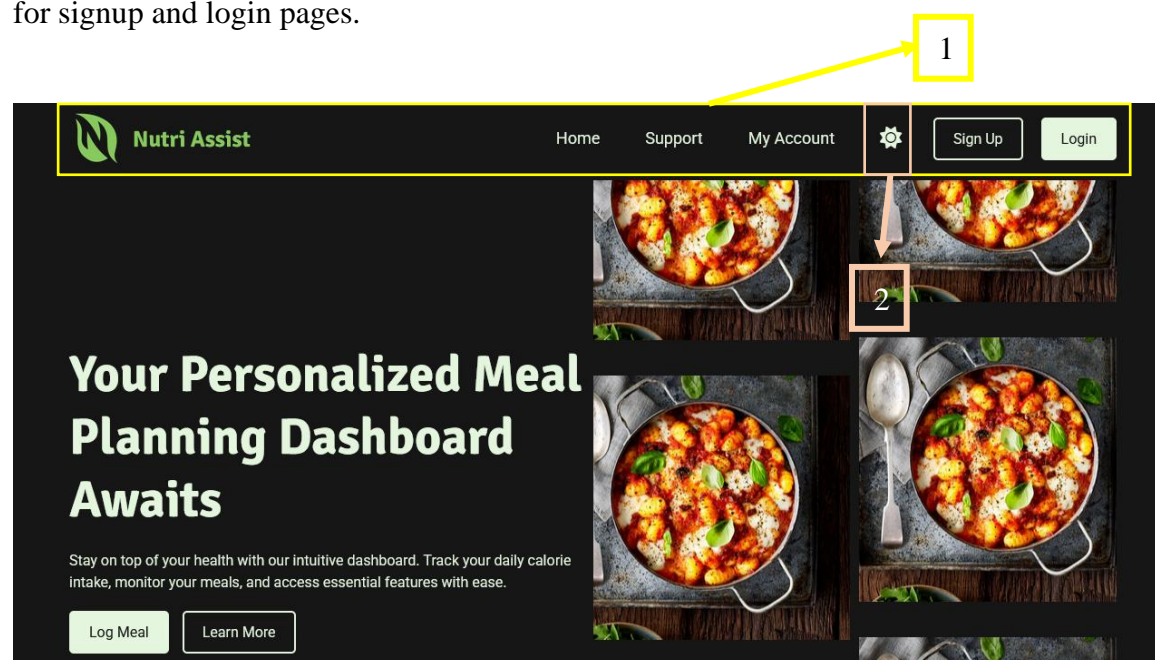 for signup and login pages.
1
Nutri Assist Home Support My Account Sign Up Login
2
Your Personalized Meal
Planning Dashboard
Awaits
Stay on top of your health with our intuitive dashboard. Track your daily calorie
intake, monitor your meals, and access essential features with ease.
Log Meal Learn More